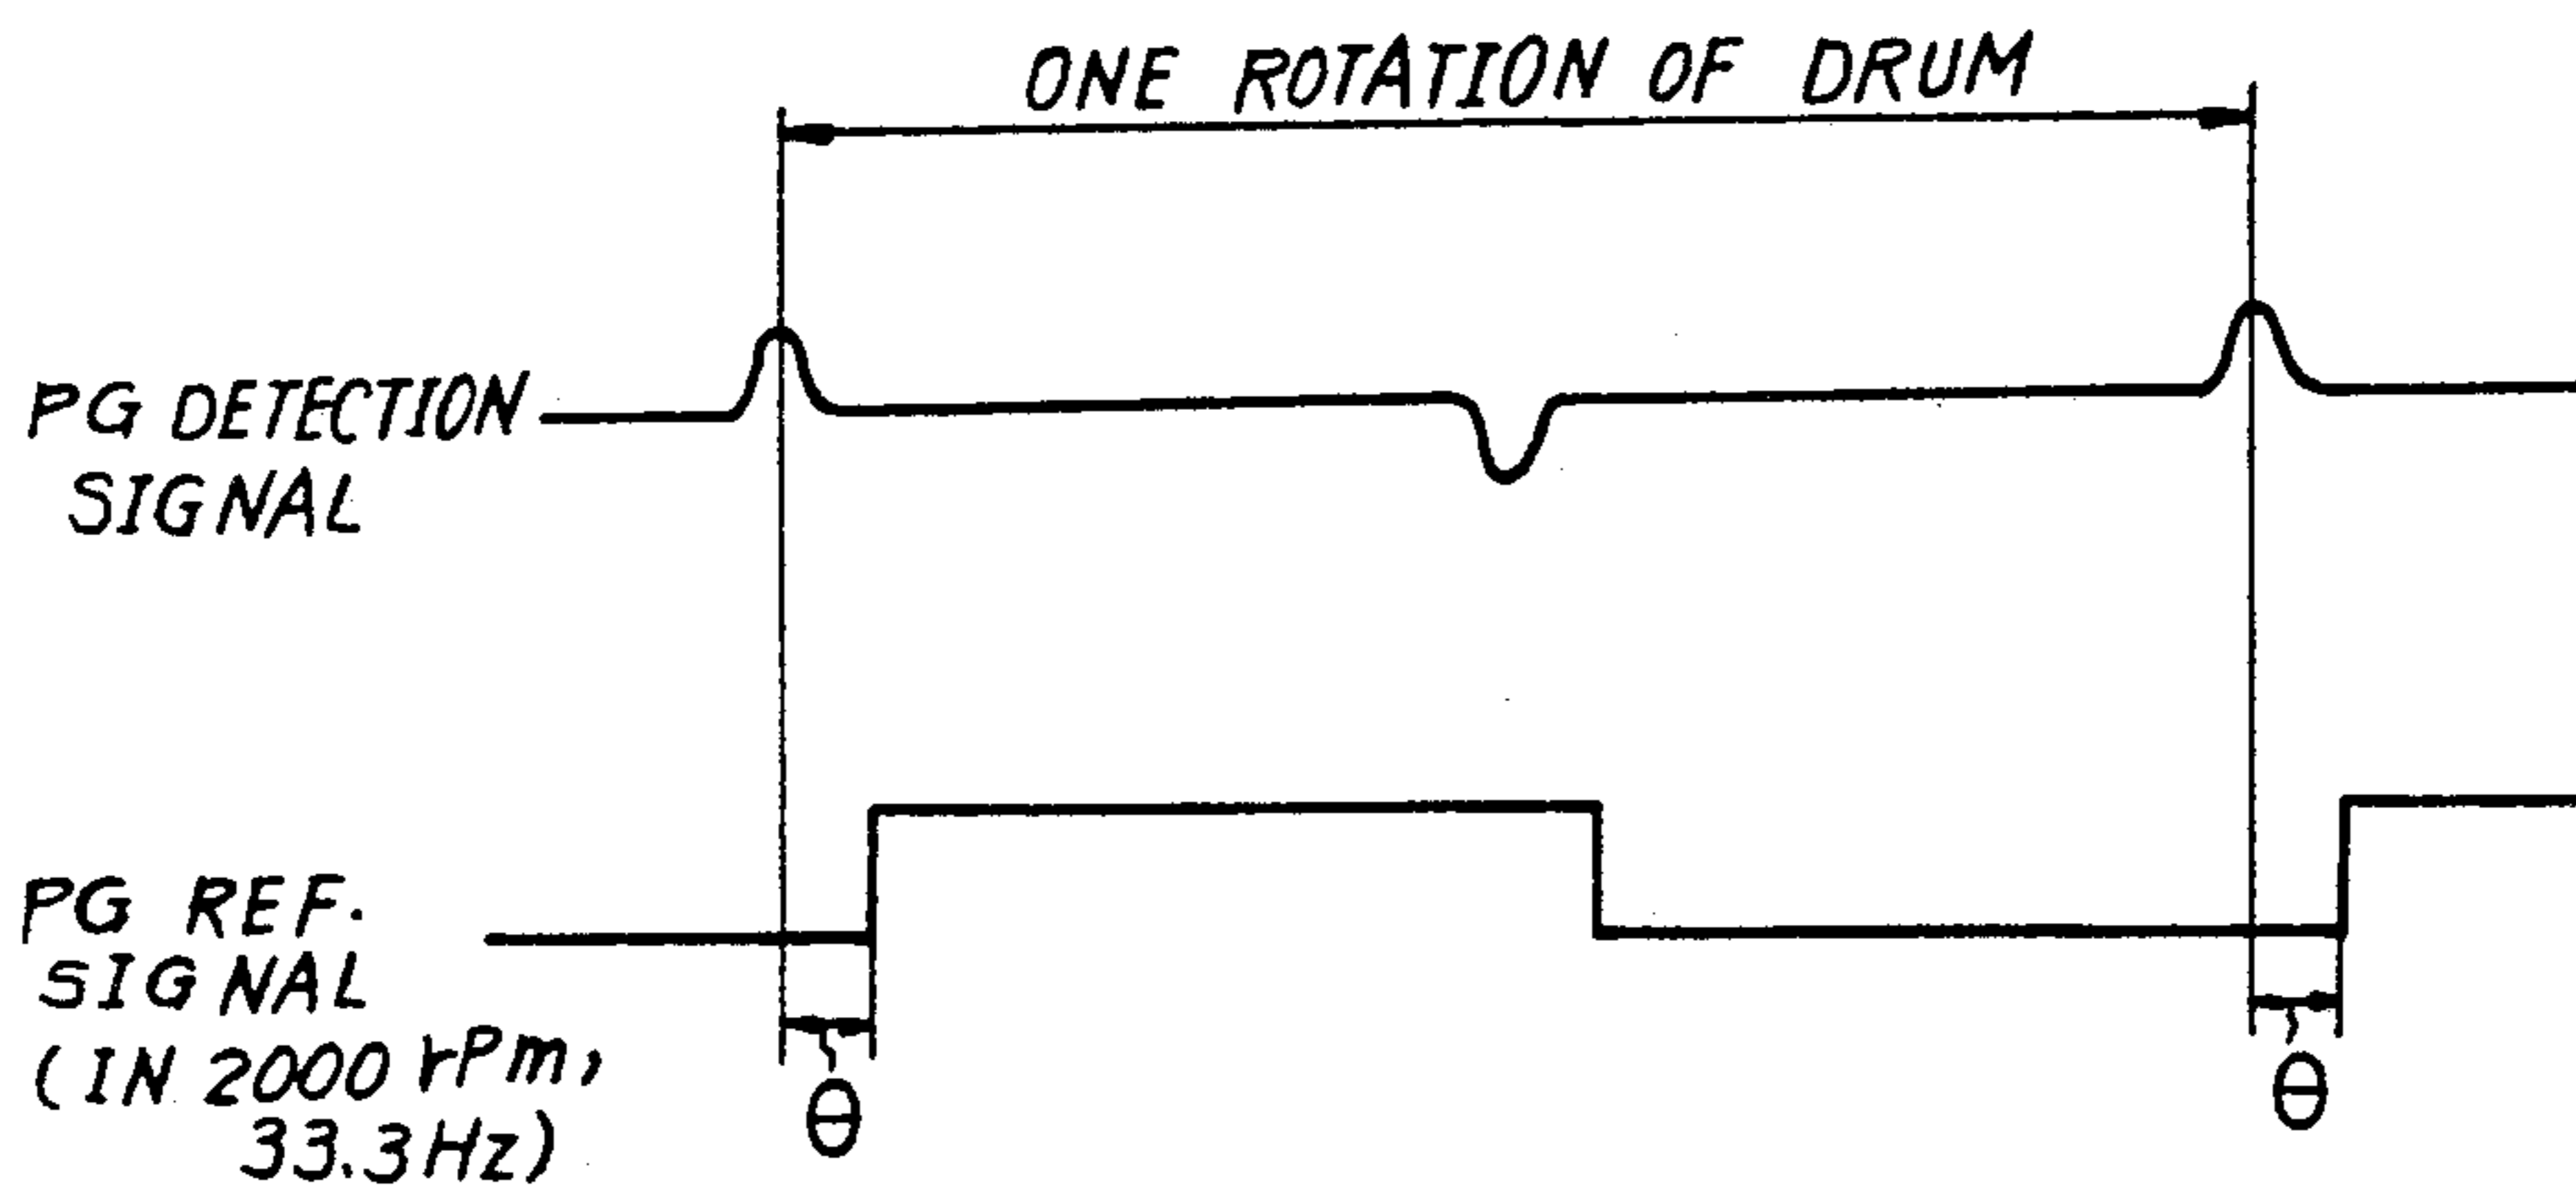 ONE ROTATION OF DRUM
PG DETECTION
SIGNAL
PG REF.
SIGNAL
(IN 2000 rPm,
33.3Hz)
θ
θ